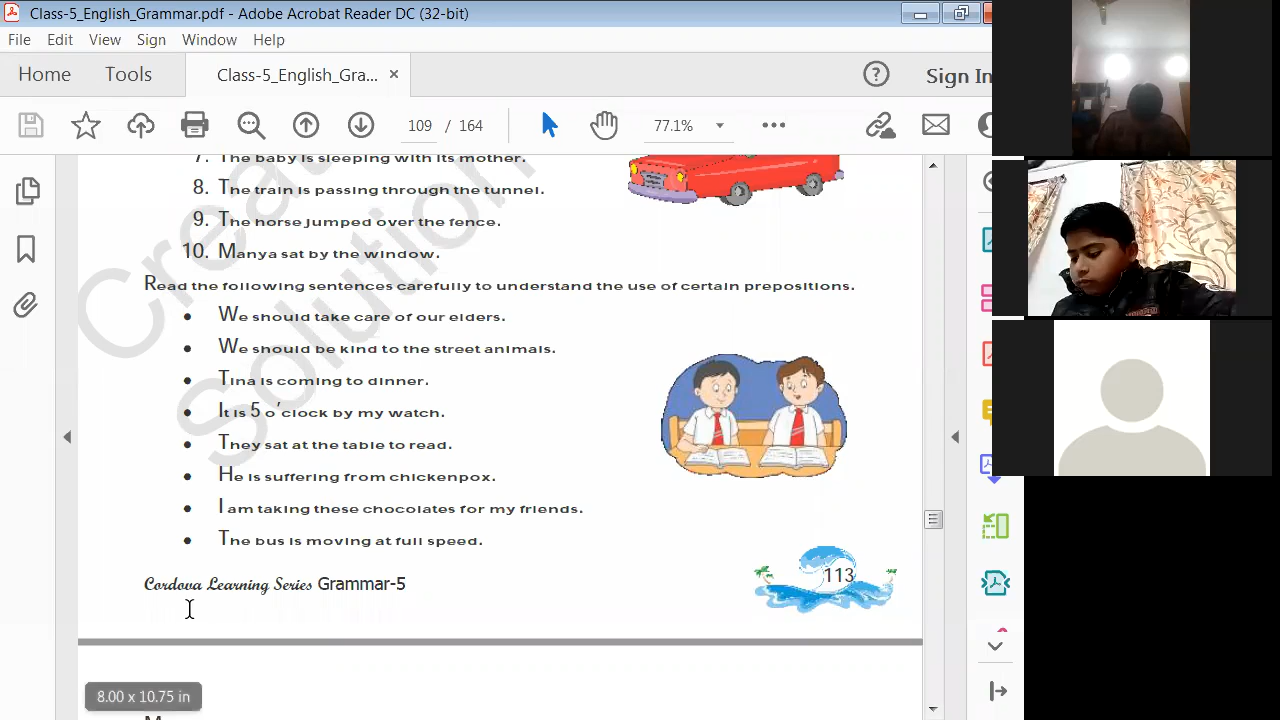 Class-5_English_Grammar.pdf - Adobe Acrobat Reader DC (32-bit)
File Edit View Sign Window Help
Home Tools Class-5_English_Gra... × ? Sign In
109 / 164 77.1%
7. The baby is sleeping with its mother.
8. The train is passing through the tunnel.
9. The horse jumped over the fence.
10. Manya sat by the window.
Read the following sentences carefully to understand the use of certain prepositions.
• We should take care of our elders.
• We should be kind to the street animals.
• Tina is coming to dinner.
• It is 5 o'clock by my watch.
• They sat at the table to read.
• He is suffering from chickenpox.
• I am taking these chocolates for my friends.
• The bus is moving at full speed.
Cordova Learning Series Grammar-5
113
8.00 x 10.75 in
Solution